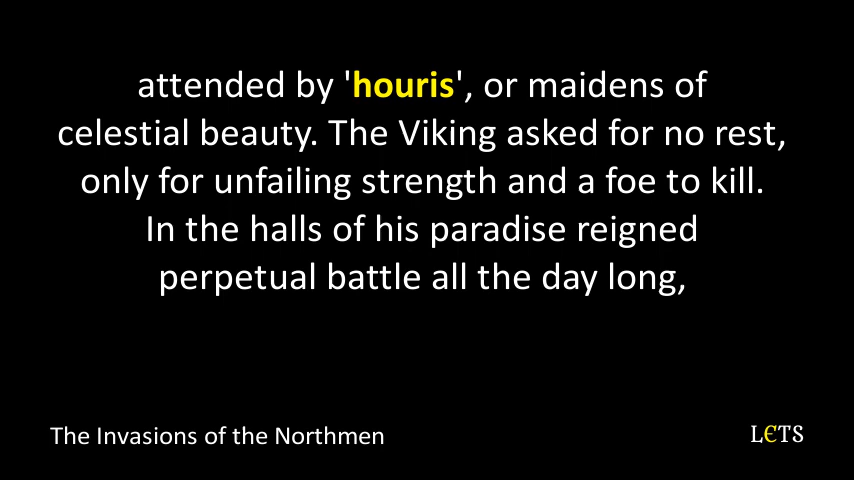 attended by 'houris', or maidens of
celestial beauty. The Viking asked for no rest,
only for unfailing strength and a foe to kill.
In the halls of his paradise reigned
perpetual battle all the day long,
The Invasions of the Northmen
LЄTS